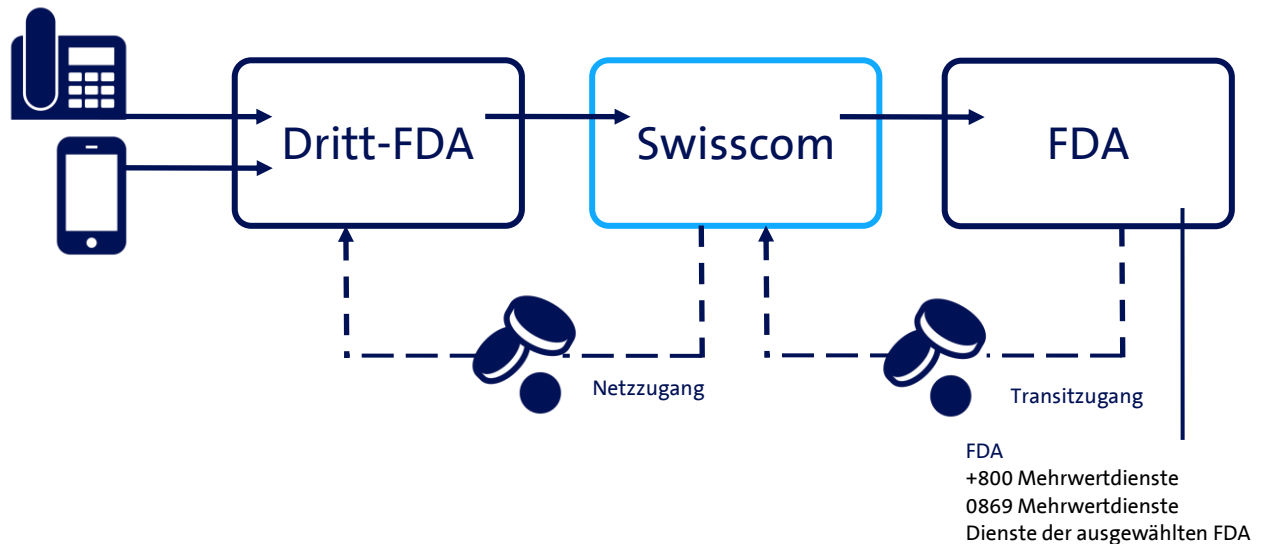 Dritt-FDA
Swisscom
FDA
Netzzugang
Transitzugang
FDA
+800 Mehrwertdienste
0869 Mehrwertdienste
Dienste der ausgewählten FDA